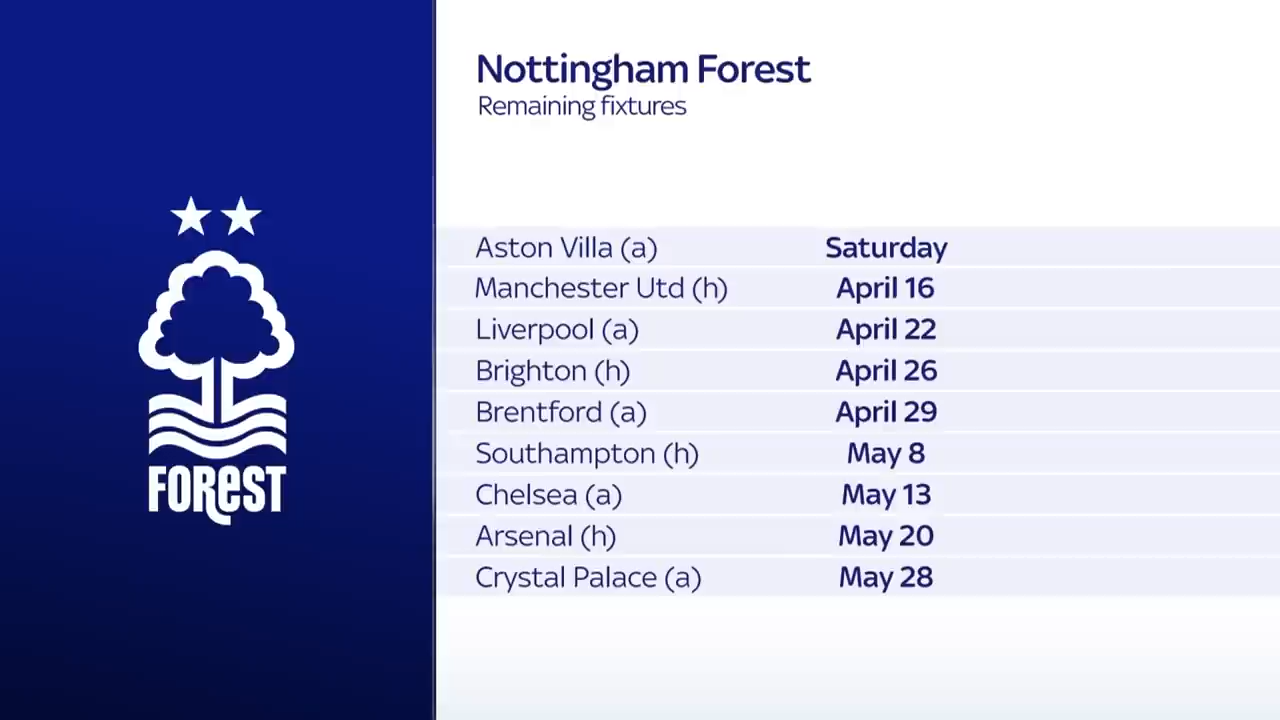 Nottingham Forest
Remaining fixtures
Aston Villa (a) Saturday
Manchester Utd (h) April 16
Liverpool (a) April 22
Brighton (h) April 26
Brentford (a) April 29
Southampton (h) May 8
Chelsea (a) May 13
Arsenal (h) May 20
Crystal Palace (a) May 28
FOReST